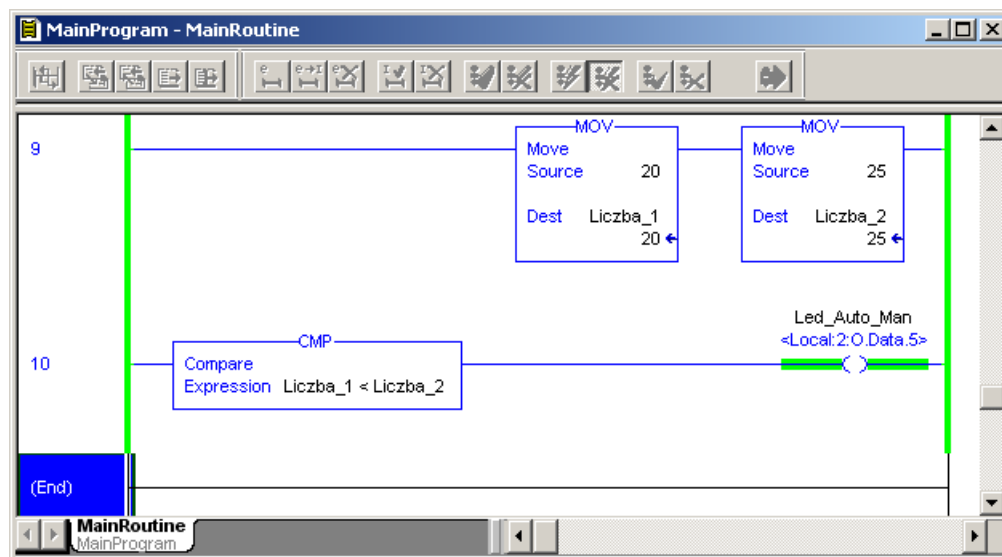 MainProgram - MainRoutine
9
MOV
Move
Source 20
Dest Liczba_1
20
MOV
Move
Source 25
Dest Liczba_2
25
10
CMP
Compare
Expression Liczba_1 < Liczba_2
Led_Auto_Man
<Local:2:O.Data.5>
(End)
MainRoutine
MainProgram